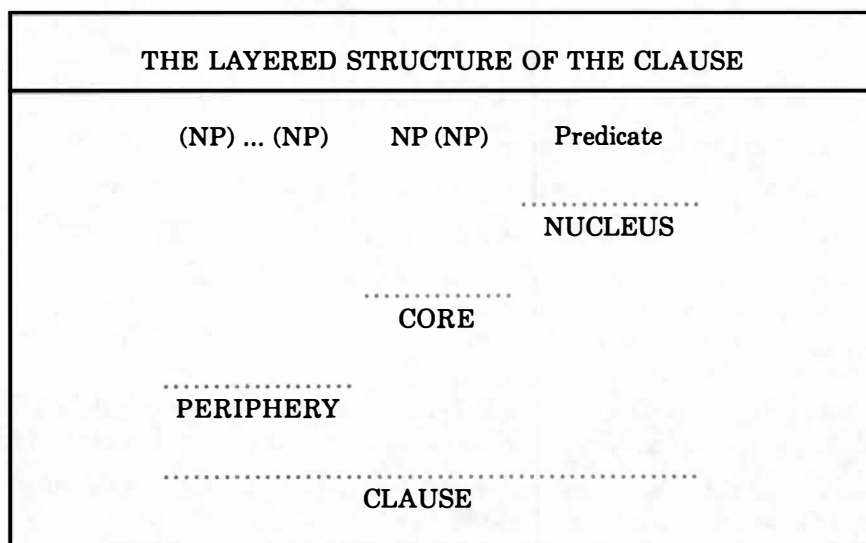 THE LAYERED STRUCTURE OF THE CLAUSE
(NP) ... (NP) NP (NP) Predicate
NUCLEUS
CORE
PERIPHERY
CLAUSE